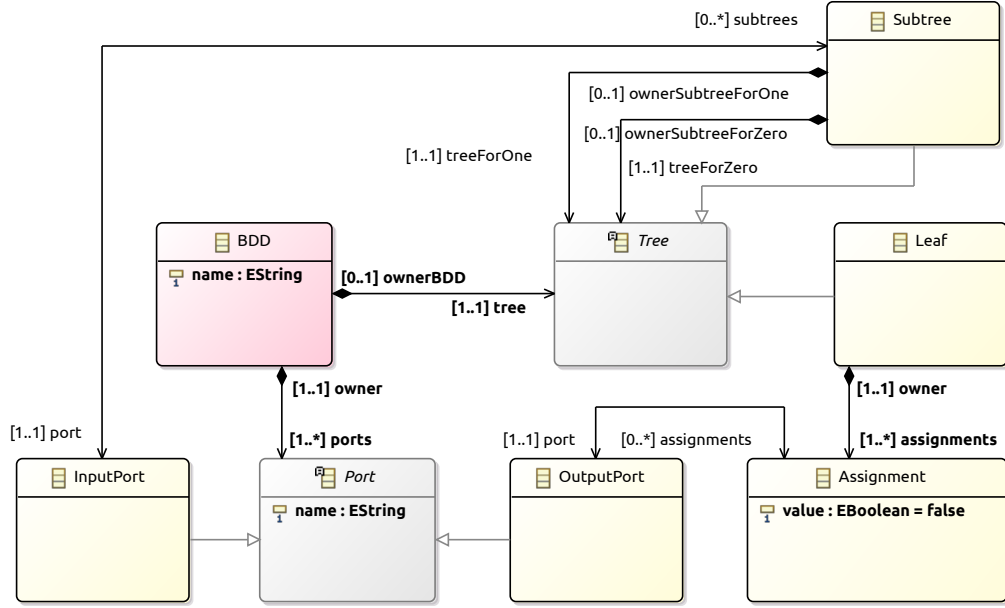 [0..*] subtrees
Subtree
[0..1] ownerSubtreeForOne
[0..1] ownerSubtreeForZero
[1..1] treeForOne
[1..1] treeForZero
BDD
name : EString
[0..1] ownerBDD
[1..1] tree
Tree
Leaf
[1..1] owner
[1..1] owner
[1..1] port
[1..*] ports
[1..1] port
[0..*] assignments
[1..*] assignments
InputPort
Port
name : EString
OutputPort
Assignment
value : EBoolean = false